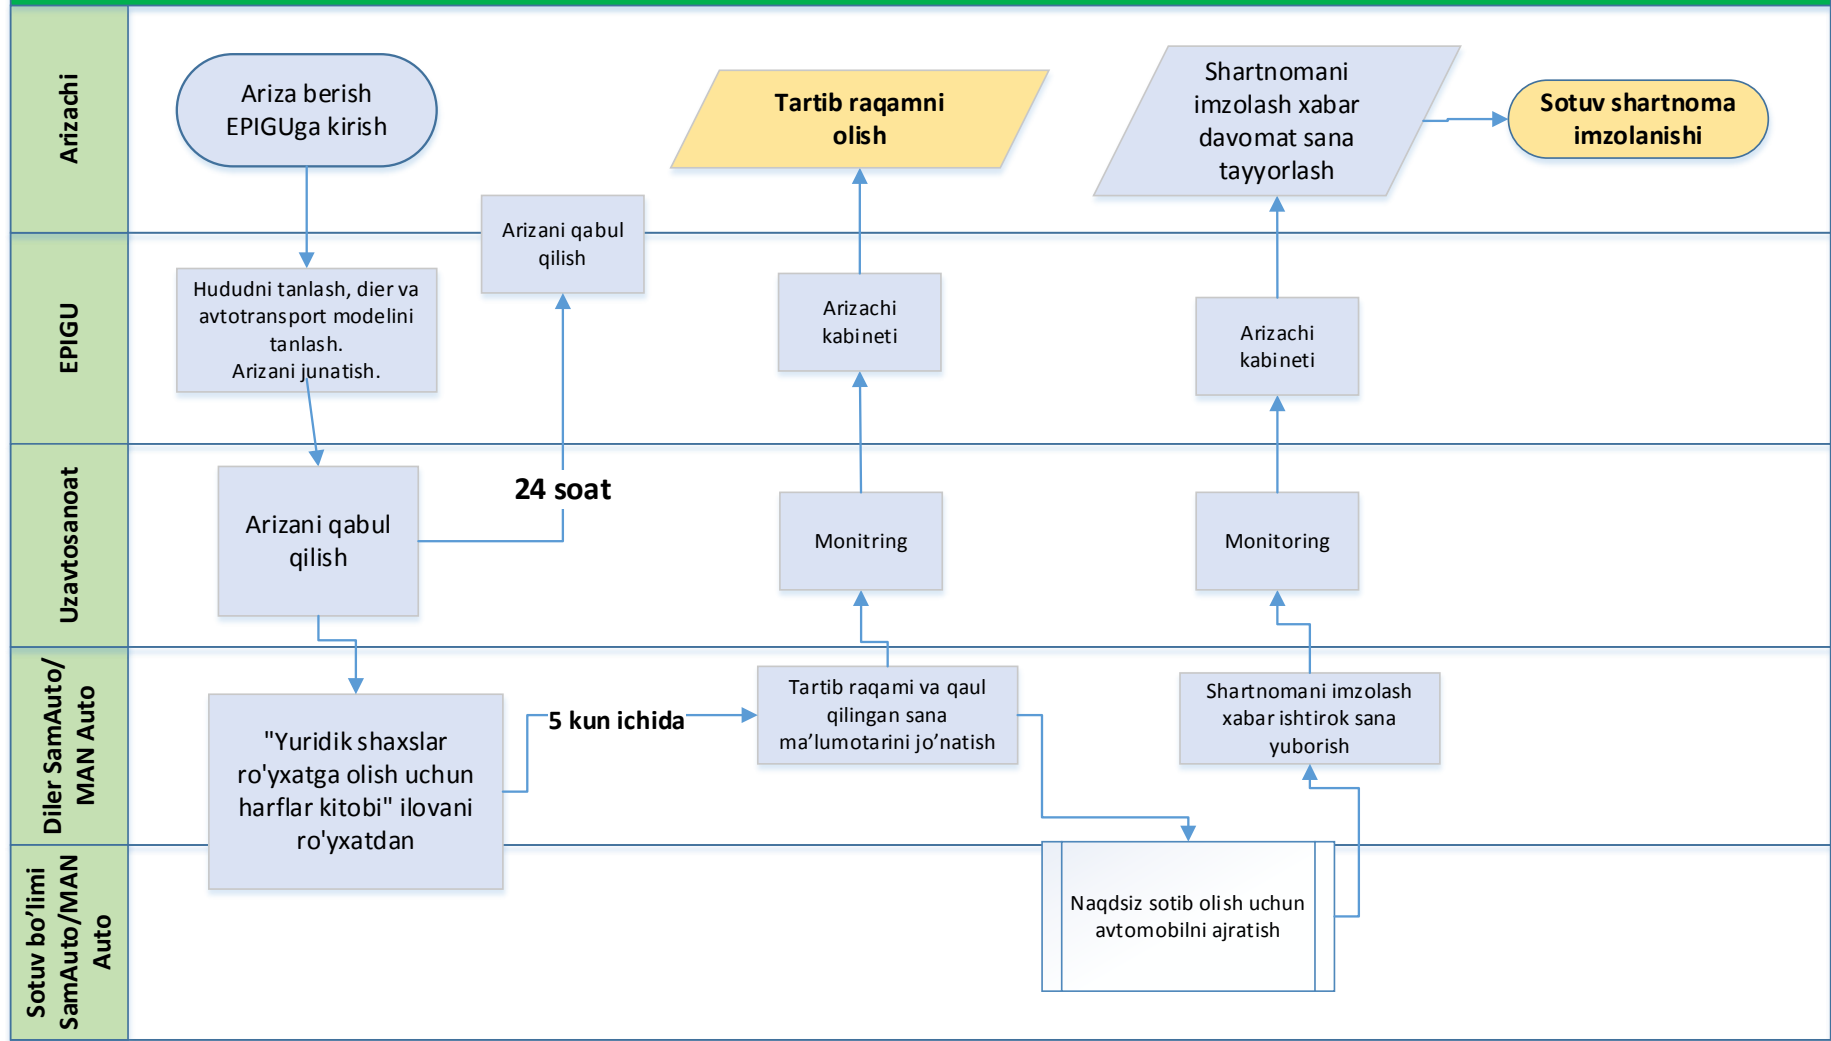 Arizachi
Ariza berish
EPIGUga kirish
Tartib raqamni
olish
Shartnomani
imzolash xabar
davomat sana
tayyorlash
Sotuv shartnoma
imzolanishi
Arizani qabul
qilish
EPIGU
Hududni tanlash, dier va
avtotransport modelini
tanlash.
Arizani junatish.
Arizachi
kabineti
Arizachi
kabineti
Uzavtosanoat
Arizani qabul
qilish
24 soat
Monitring
Monitoring
Diler SamAuto/
MAN Auto
"Yuridik shaxslar
ro'yxatga olish uchun
harflar kitobi" ilovani
ro'yxatdan
5 kun ichida
Tartib raqami va qaul
qilingan sana
ma’lumotarini jo’natish
Shartnomani imzolash
xabar ishtirok sana
yuborish
Sotuv bo’limi
SamAuto/MAN
Auto
Naqdsiz sotib olish uchun
avtomobilni ajratish